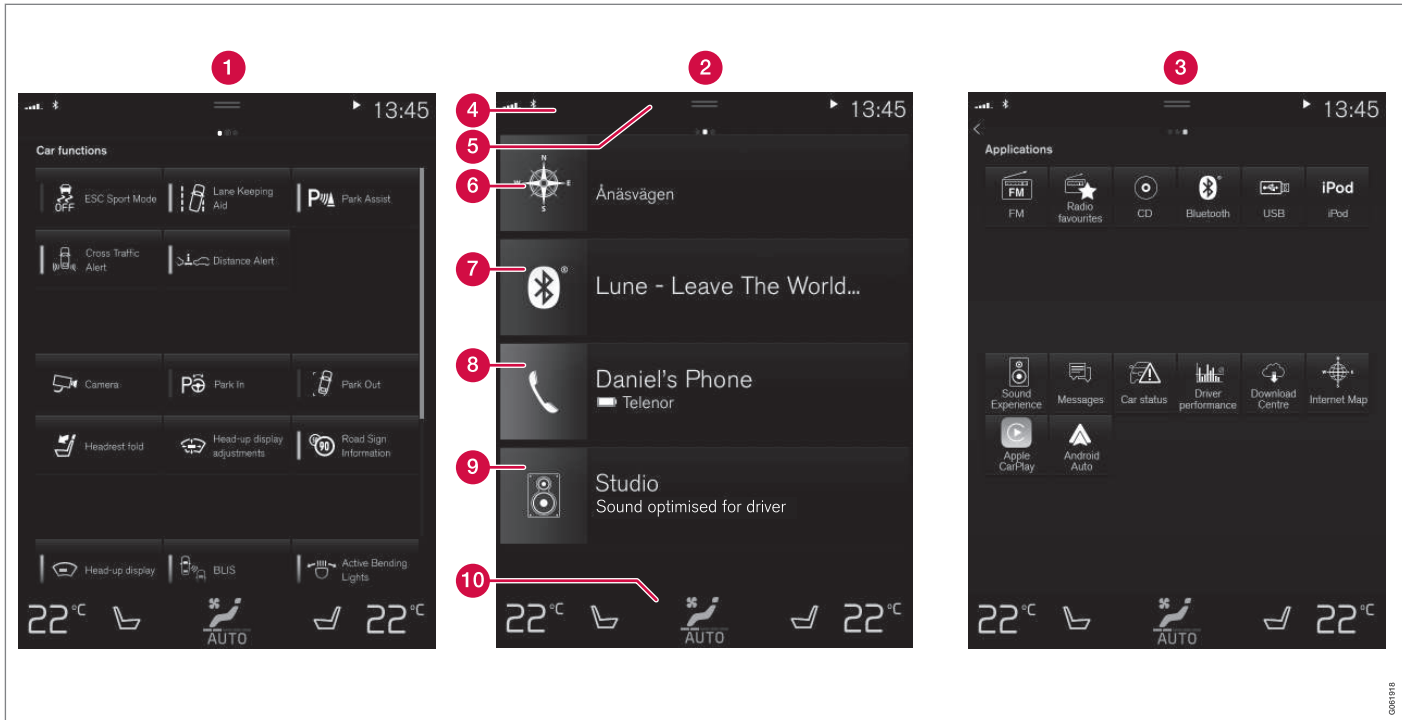 1
2
3
13:45
Car functions
ESC Sport Mode
OFF
Lane Keeping
Aid
Park Assist
Cross Traffic
Alert
Distance Alert
Camera
Park In
Park Out
Headrest fold
Head-up display
adjustments
90
Road Sign
Information
Head-up display
BLIS
Active Bending
Lights
22°C
AUTO
22°C
4
13:45
5
6
N
W
E
S
Ånäsvägen
7
Lune - Leave The World...
8
Daniel's Phone
Telenor
9
Studio
Sound optimised for driver
10
22°C
AUTO
22°C
13:45
Applications
FM
FM
Radio
favourites
CD
Bluetooth
USB
iPod
iPod
Sound
Experience
Messages
Car status
Driver
performance
Download
Centre
Internet Map
Apple
CarPlay
Android
Auto
22°C
AUTO
22°C
G061918